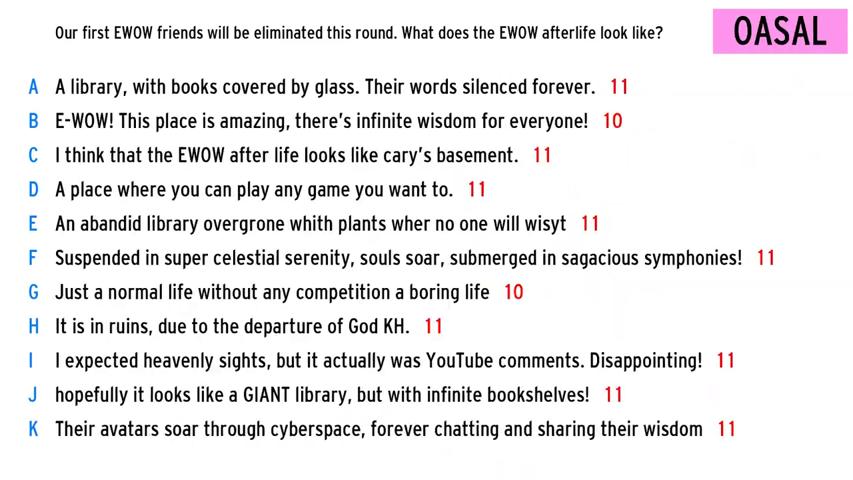 Our first EWOW friends will be eliminated this round. What does the EWOW afterlife look like?
OASAL
A A library, with books covered by glass. Their words silenced forever. 11
B E-WOW! This place is amazing, there's infinite wisdom for everyone! 10
C I think that the EWOW after life looks like cary's basement. 11
D A place where you can play any game you want to. 11
E An abandid library overgrone whith plants wher no one will wisyt 11
F Suspended in super celestial serenity, souls soar, submerged in sagacious symphonies! 11
G Just a normal life without any competition a boring life 10
H It is in ruins, due to the departure of God KH. 11
I I expected heavenly sights, but it actually was YouTube comments. Disappointing! 11
J hopefully it looks like a GIANT library, but with infinite bookshelves! 11
K Their avatars soar through cyberspace, forever chatting and sharing their wisdom 11